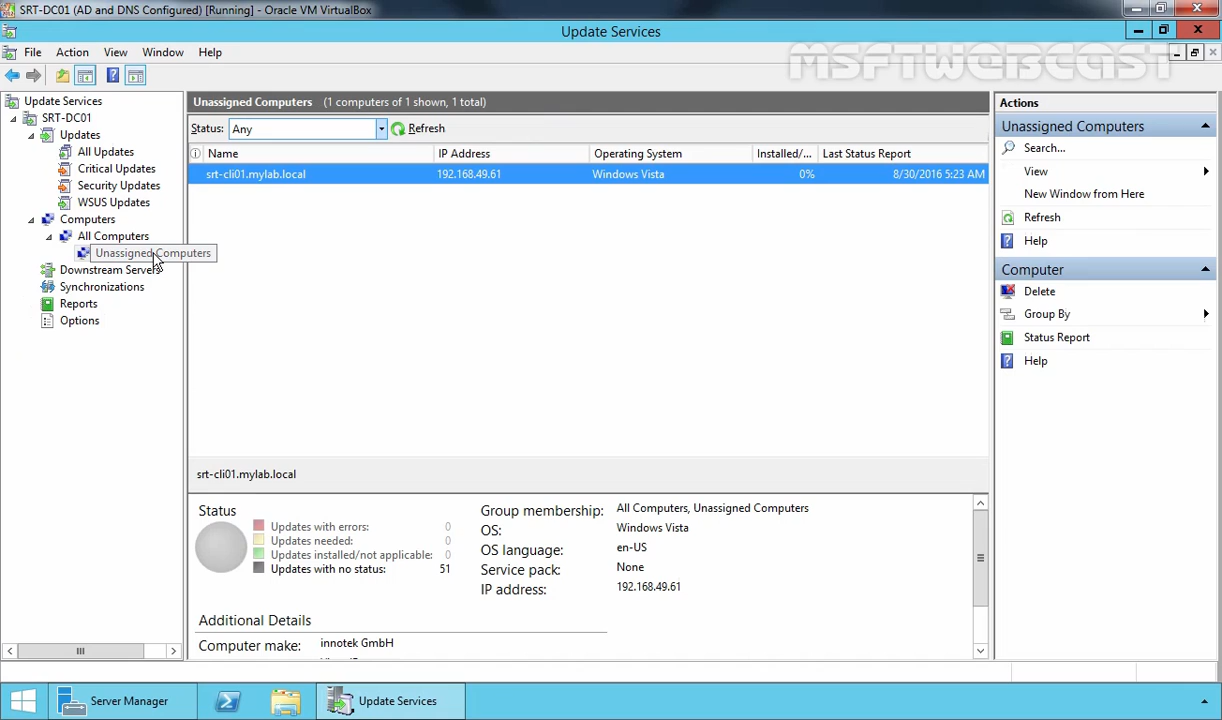 SRT-DC01 (AD and DNS Configured) [Running] - Oracle VM VirtualBox
Update Services
File Action View Window Help
MSFTWEBCAST
Update Services
SRT-DC01
Updates
All Updates
Critical Updates
Security Updates
WSUS Updates
Computers
All Computers
Unassigned Computers
Downstream Servers
Synchronizations
Reports
Options
Unassigned Computers (1 computers of 1 shown, 1 total)
Status: Any Refresh
Name IP Address Operating System Installed/... Last Status Report
srt-cli01.mylab.local 192.168.49.61 Windows Vista 0% 8/30/2016 5:23 AM
srt-cli01.mylab.local
Status
Updates with errors: 0
Updates needed: 0
Updates installed/not applicable: 0
Updates with no status: 51
Group membership: All Computers, Unassigned Computers
OS: Windows Vista
OS language: en-US
Service pack: None
IP address: 192.168.49.61
Additional Details
Computer make: innotek GmbH
Actions
Unassigned Computers
Search...
View
New Window from Here
Refresh
Help
Computer
Delete
Group By
Status Report
Help
Server Manager Update Services